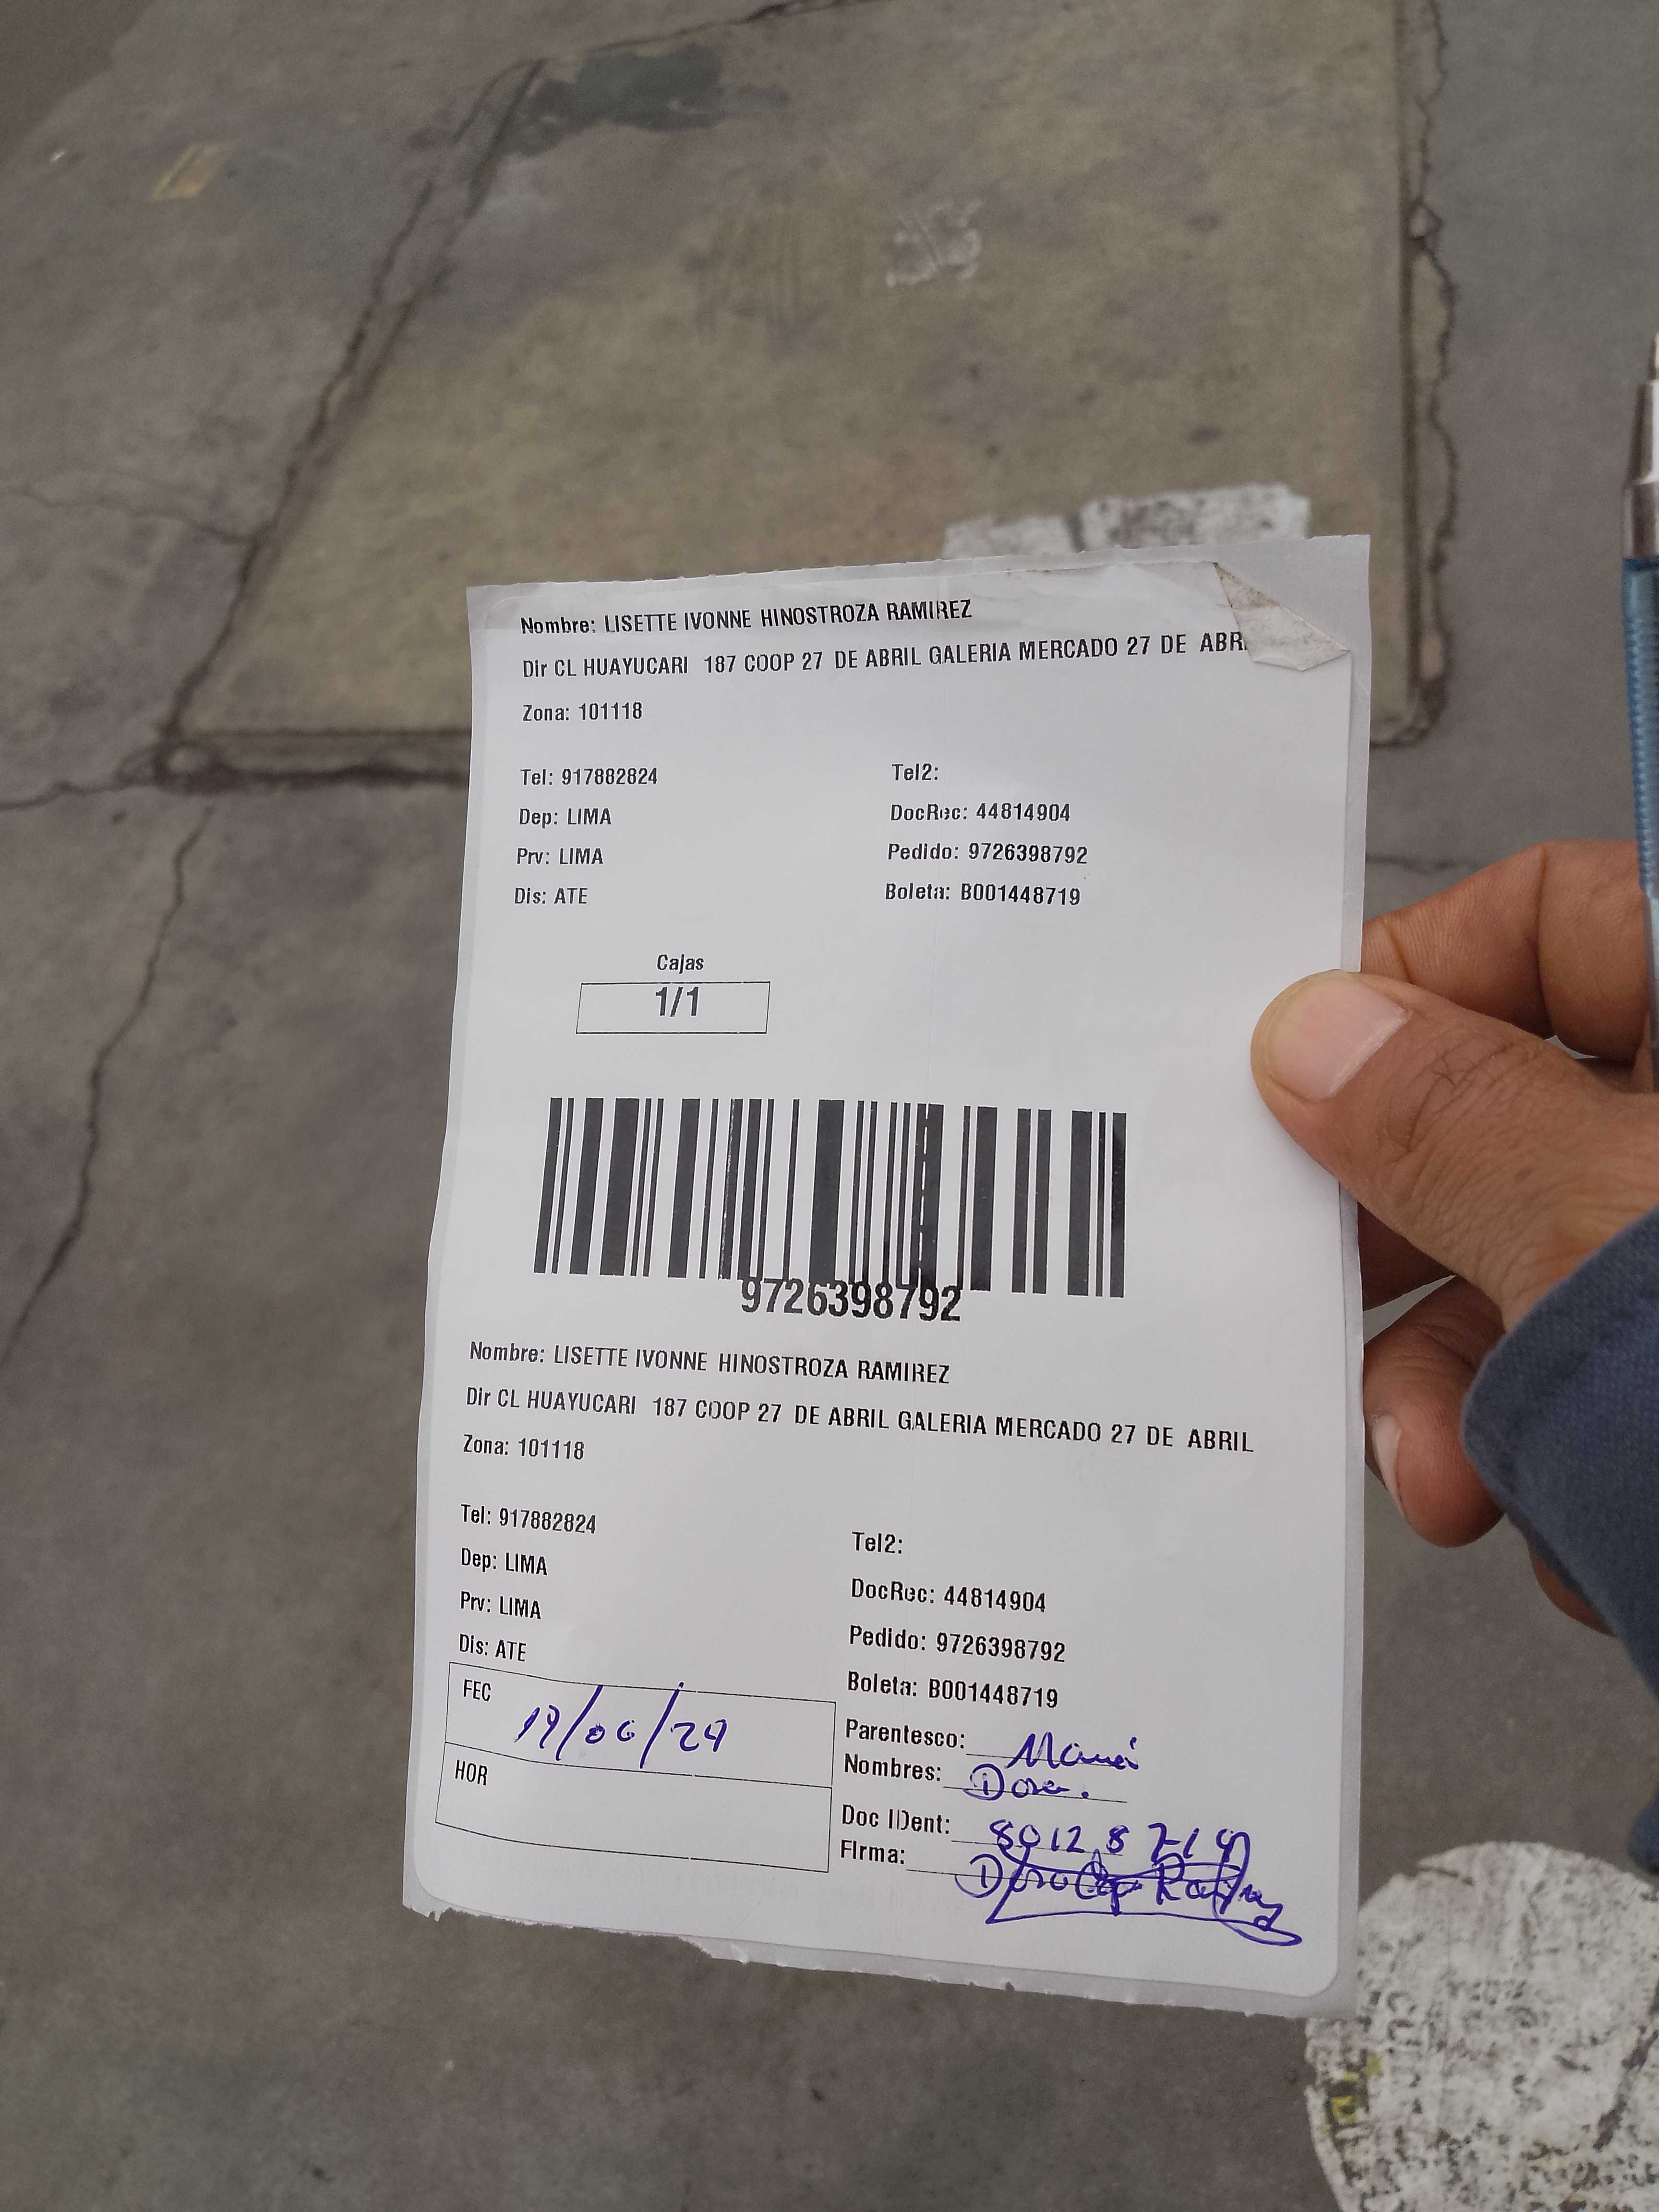 Nombre: LISETTE IVONNE HINOSTROZA RAMIREZ
Dir CL HUAYUCARI 187 COOP 27 DE ABRIL GALERIA MERCADO 27 DE ABR
Zona: 101118
Tel: 917882824 Tel2:
Dep: LIMA DocRec: 44814904
Prv: LIMA Pedido: 9726398792
Dis: ATE Boleta: B001448719
Cajas
1/1
9726398792
Nombre: LISETTE IVONNE HINOSTROZA RAMIREZ
Dir CL HUAYUCARI 187 COOP 27 DE ABRIL GALERIA MERCADO 27 DE ABRIL
Zona: 101118
Tel: 917882824 Tel2:
Dep: LIMA DocRec: 44814904
Prv: LIMA Pedido: 9726398792
Dis: ATE Boleta: B001448719
FEC 19/06/24
HOR
Parentesco: Mamá
Nombres: Dora.
Doc IDent: 80128719
Firma: